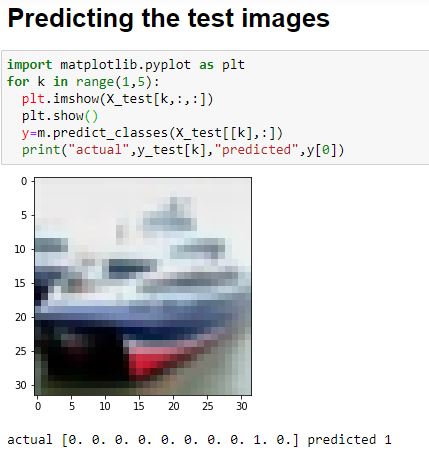 Predicting the test images
import matplotlib.pyplot as plt
for k in range(1,5):
  plt.imshow(X_test[k,:,:])
  plt.show()
  y=m.predict_classes(X_test[[k],:])
  print("actual",y_test[k],"predicted",y[0])
0
5
10
15
20
25
30
0 5 10 15 20 25 30
actual [0. 0. 0. 0. 0. 0. 0. 0. 1. 0.] predicted 1